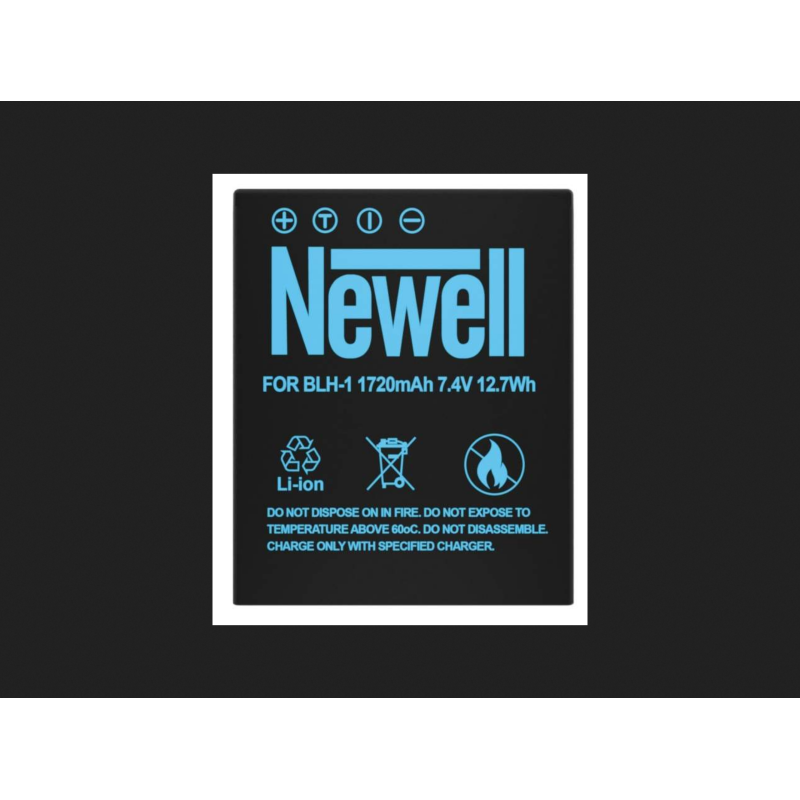 + T I −
Newell
FOR BLH-1 1720mAh 7.4V 12.7Wh
Li-ion
DO NOT DISPOSE ON IN FIRE. DO NOT EXPOSE TO
TEMPERATURE ABOVE 60oC. DO NOT DISASSEMBLE.
CHARGE ONLY WITH SPECIFIED CHARGER.